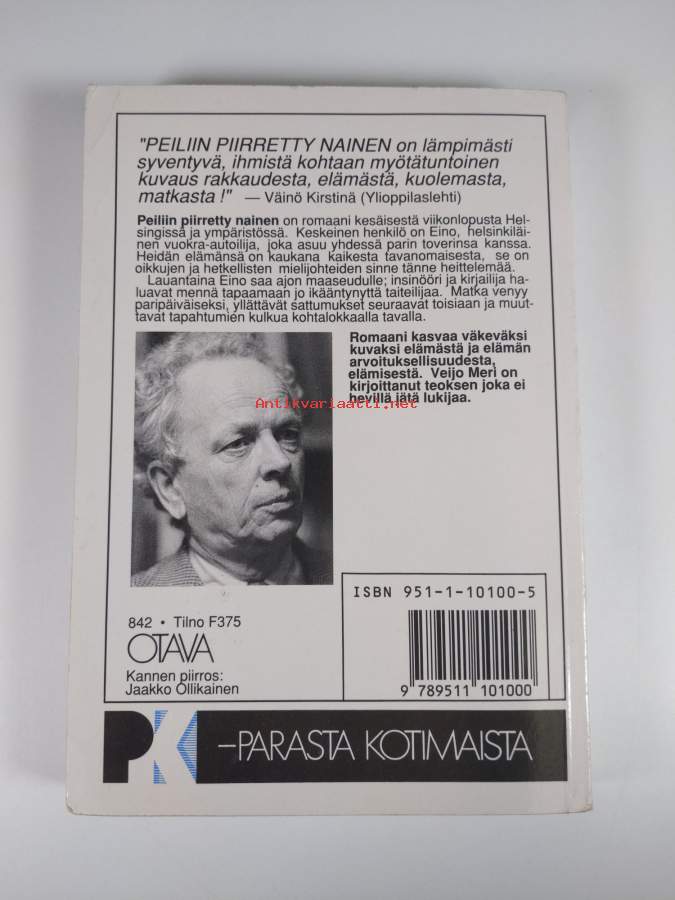 "PEILIIN PIIRRETTY NAINEN on lämpimästi
syventyvä, ihmistä kohtaan myötätuntoinen
kuvaus rakkaudesta, elämästä, kuolemasta,
matkasta !" — Väinö Kirstinä (Ylioppilaslehti)
Peiliin piirretty nainen on romaani kesäisestä viikonlopusta Hel-
singissä ja ympäristössä. Keskeinen henkilö on Eino, helsinkiläi-
nen vuokra-autoilija, joka asuu yhdessä parin toverinsa kanssa.
Heidän elämänsä on kaukana kaikesta tavanomaisesta, se on
oikkujen ja hetkellisten mielijohteiden sinne tänne heittelemää.
Lauantaina Eino saa ajon maaseudulle; insinööri ja kirjailija ha-
luavat mennä tapaamaan jo ikääntynyttä taiteilijaa. Matka venyy
paripäiväiseksi, yllättävät sattumukset seuraavat toisiaan ja muut-
tavat tapahtumien kulkua kohtalokkaalla tavalla.
Romaani kasvaa väkeväksi
kuvaksi elämästä ja elämän
arvoituksellisuudesta,
elämisestä. Veijo Meri on
kirjoittanut teoksen joka ei
hevillä jätä lukijaa.
Antikvariaatti.net
ISBN 951-1-10100-5
9 789511 101000
842 • Tilno F375
OTAVA
Kannen piirros:
Jaakko Ollikainen
PK –PARASTA KOTIMAISTA